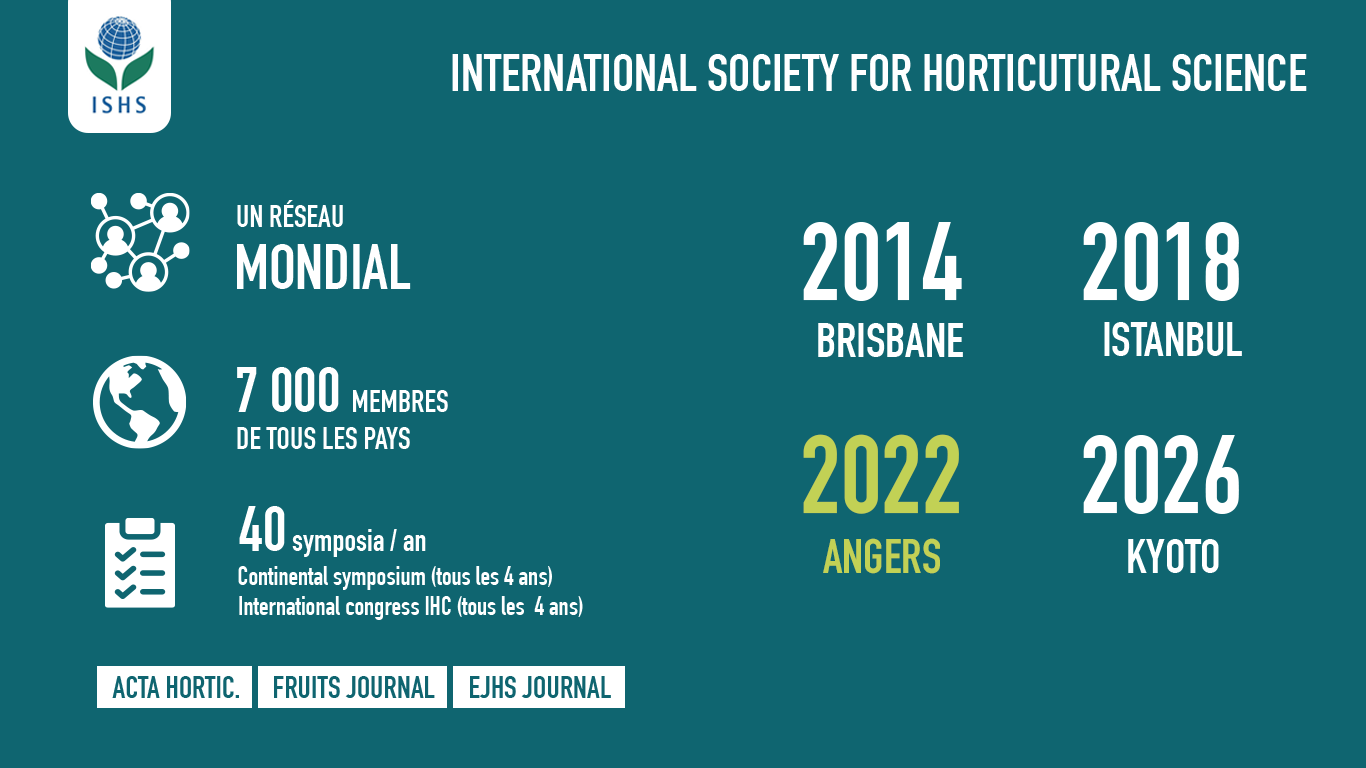 ISHS
INTERNATIONAL SOCIETY FOR HORTICUTURAL SCIENCE
UN RÉSEAU
MONDIAL
7 000 MEMBRES
DE TOUS LES PAYS
40 symposia / an
Continental symposium (tous les 4 ans)
International congress IHC (tous les 4 ans)
ACTA HORTIC.
FRUITS JOURNAL
EJHS JOURNAL
2014
BRISBANE
2018
ISTANBUL
2022
ANGERS
2026
KYOTO